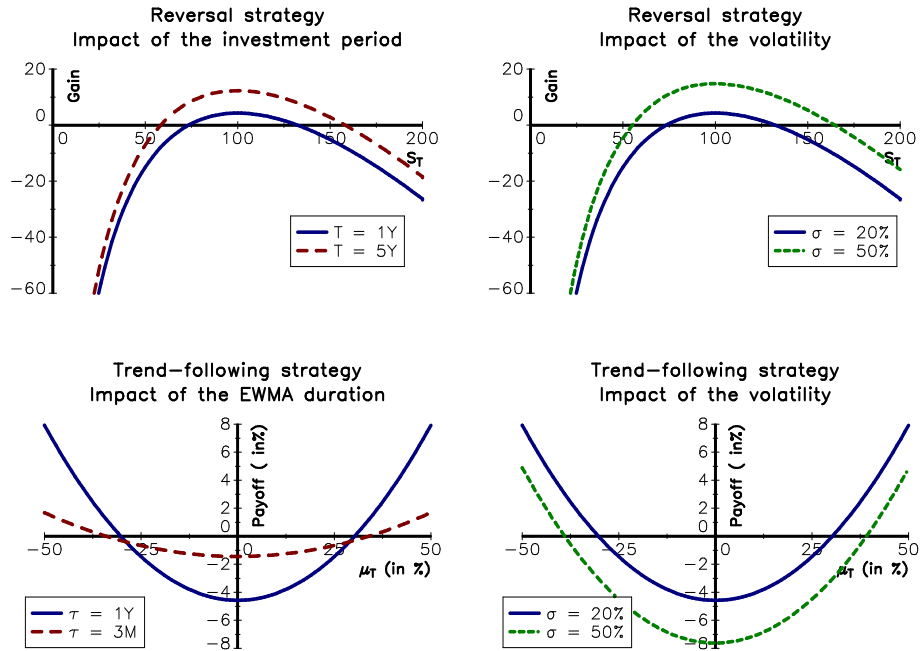 Reversal strategy
Impact of the investment period
Gain
20
0
−20
−40
−60
0
50
100
150
200
S_T
T = 1Y
T = 5Y
Reversal strategy
Impact of the volatility
Gain
20
0
−20
−40
−60
0
50
100
150
200
S_T
σ = 20%
σ = 50%
Trend−following strategy
Impact of the EWMA duration
Payoff ( in%)
8
6
4
2
0
−2
−4
−6
−8
−50
−25
0
25
50
μ_T (in %)
τ = 1Y
τ = 3M
Trend−following strategy
Impact of the volatility
Payoff ( in%)
8
6
4
2
0
−2
−4
−6
−8
−50
−25
0
25
50
μ_T (in %)
σ = 20%
σ = 50%